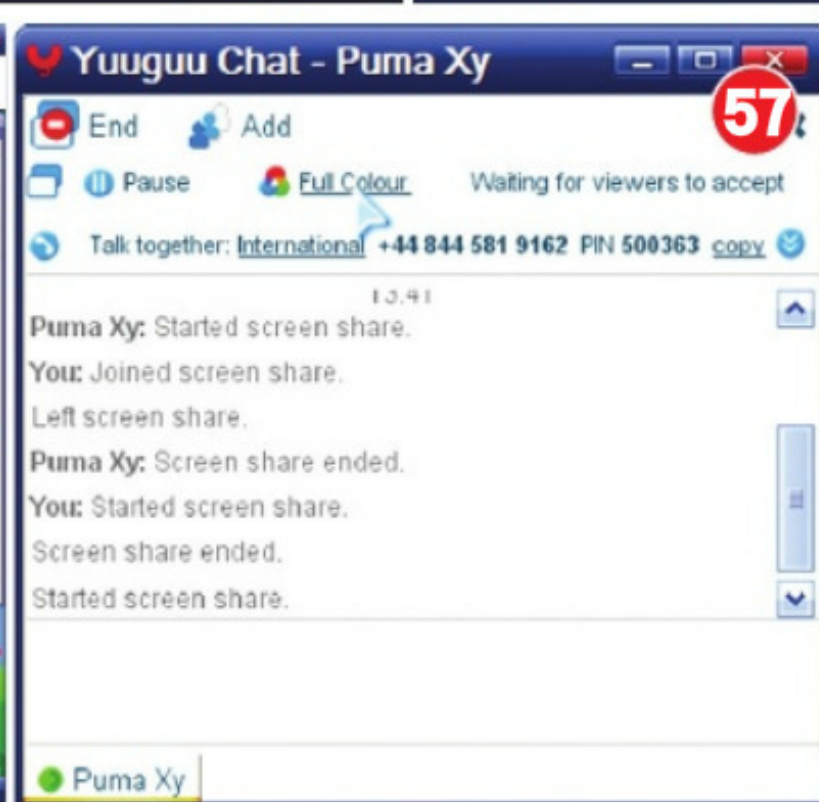 Yuuguu Chat - Puma Xy
57
End Add
Pause Full Colour Waiting for viewers to accept
Talk together: International +44 844 581 9162 PIN 500363 copy
13:41
Puma Xy: Started screen share.
You: Joined screen share.
Left screen share.
Puma Xy: Screen share ended.
You: Started screen share.
Screen share ended.
Started screen share.
Puma Xy